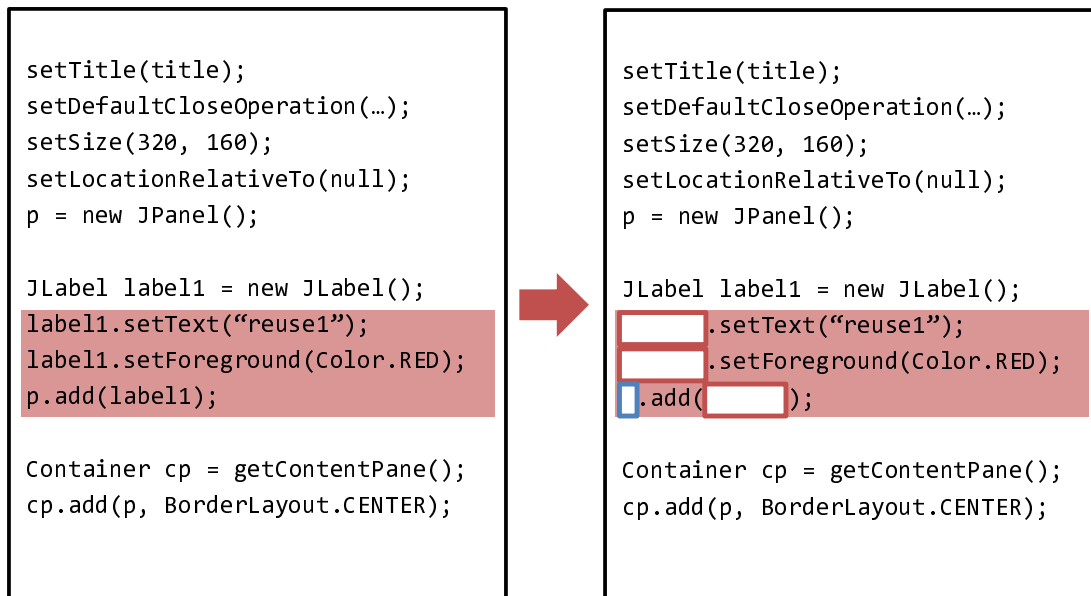 setTitle(title);
setDefaultCloseOperation(…);
setSize(320, 160);
setLocationRelativeTo(null);
p = new JPanel();
JLabel label1 = new JLabel();
label1.setText(“reuse1”);
label1.setForeground(Color.RED);
p.add(label1);
Container cp = getContentPane();
cp.add(p, BorderLayout.CENTER);
setTitle(title);
setDefaultCloseOperation(…);
setSize(320, 160);
setLocationRelativeTo(null);
p = new JPanel();
JLabel label1 = new JLabel();
.setText(“reuse1”);
.setForeground(Color.RED);
.add( );
Container cp = getContentPane();
cp.add(p, BorderLayout.CENTER);